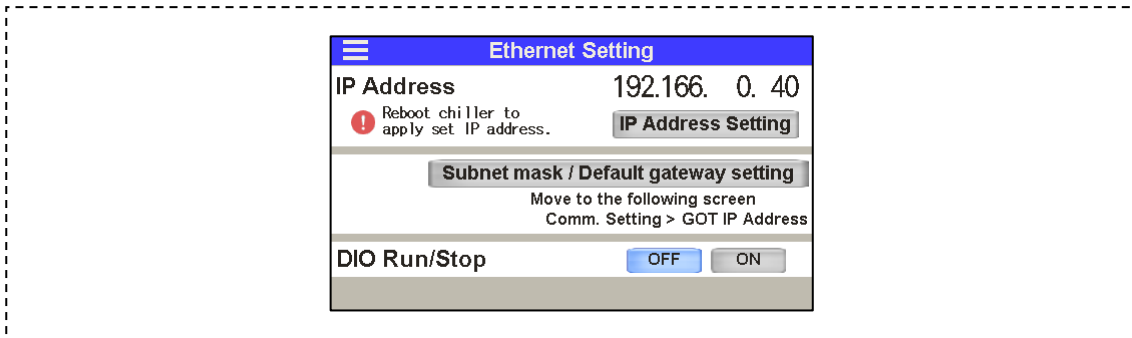 Ethernet Setting
IP Address 192.166. 0. 40
Reboot chiller to
apply set IP address.
IP Address Setting
Subnet mask / Default gateway setting
Move to the following screen
Comm. Setting > GOT IP Address
DIO Run/Stop OFF ON